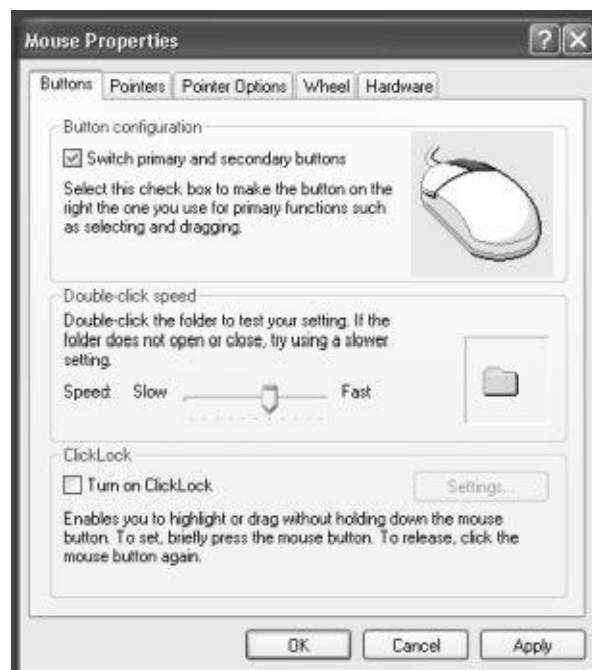 Mouse Properties
Buttons Pointers Pointer Options Wheel Hardware
Button configuration
Switch primary and secondary buttons
Select this check box to make the button on the
right the one you use for primary functions such
as selecting and dragging.
Double-click speed
Double-click the folder to test your setting. If the
folder does not open or close, try using a slower
setting.
Speed: Slow Fast
ClickLock
Turn on ClickLock Settings...
Enables you to highlight or drag without holding down the mouse
button. To set, briefly press the mouse button. To release, click the
mouse button again.
OK Cancel Apply